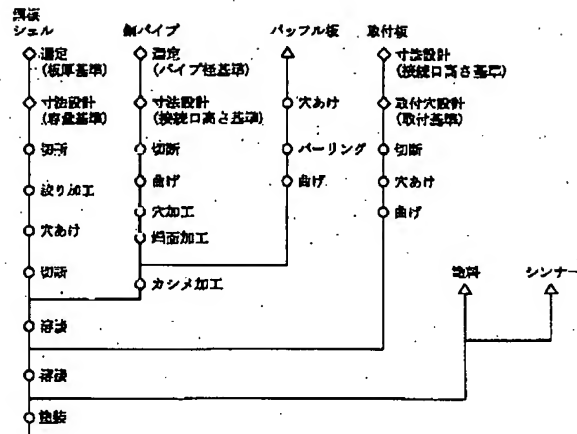 鋼板
シェル
銅パイプ
バッフル板
取付板
選定
(板厚基準)
選定
(パイプ径基準)
寸法設計
(接続口高さ基準)
寸法設計
(容量基準)
寸法設計
(接続口高さ基準)
穴あけ
取付穴設計
(取付基準)
切断
切断
バーリング
切断
絞り加工
曲げ
曲げ
穴あけ
穴あけ
穴加工
曲げ
端面加工
切断
カシメ加工
塗料
シンナー
溶接
溶接
塗装